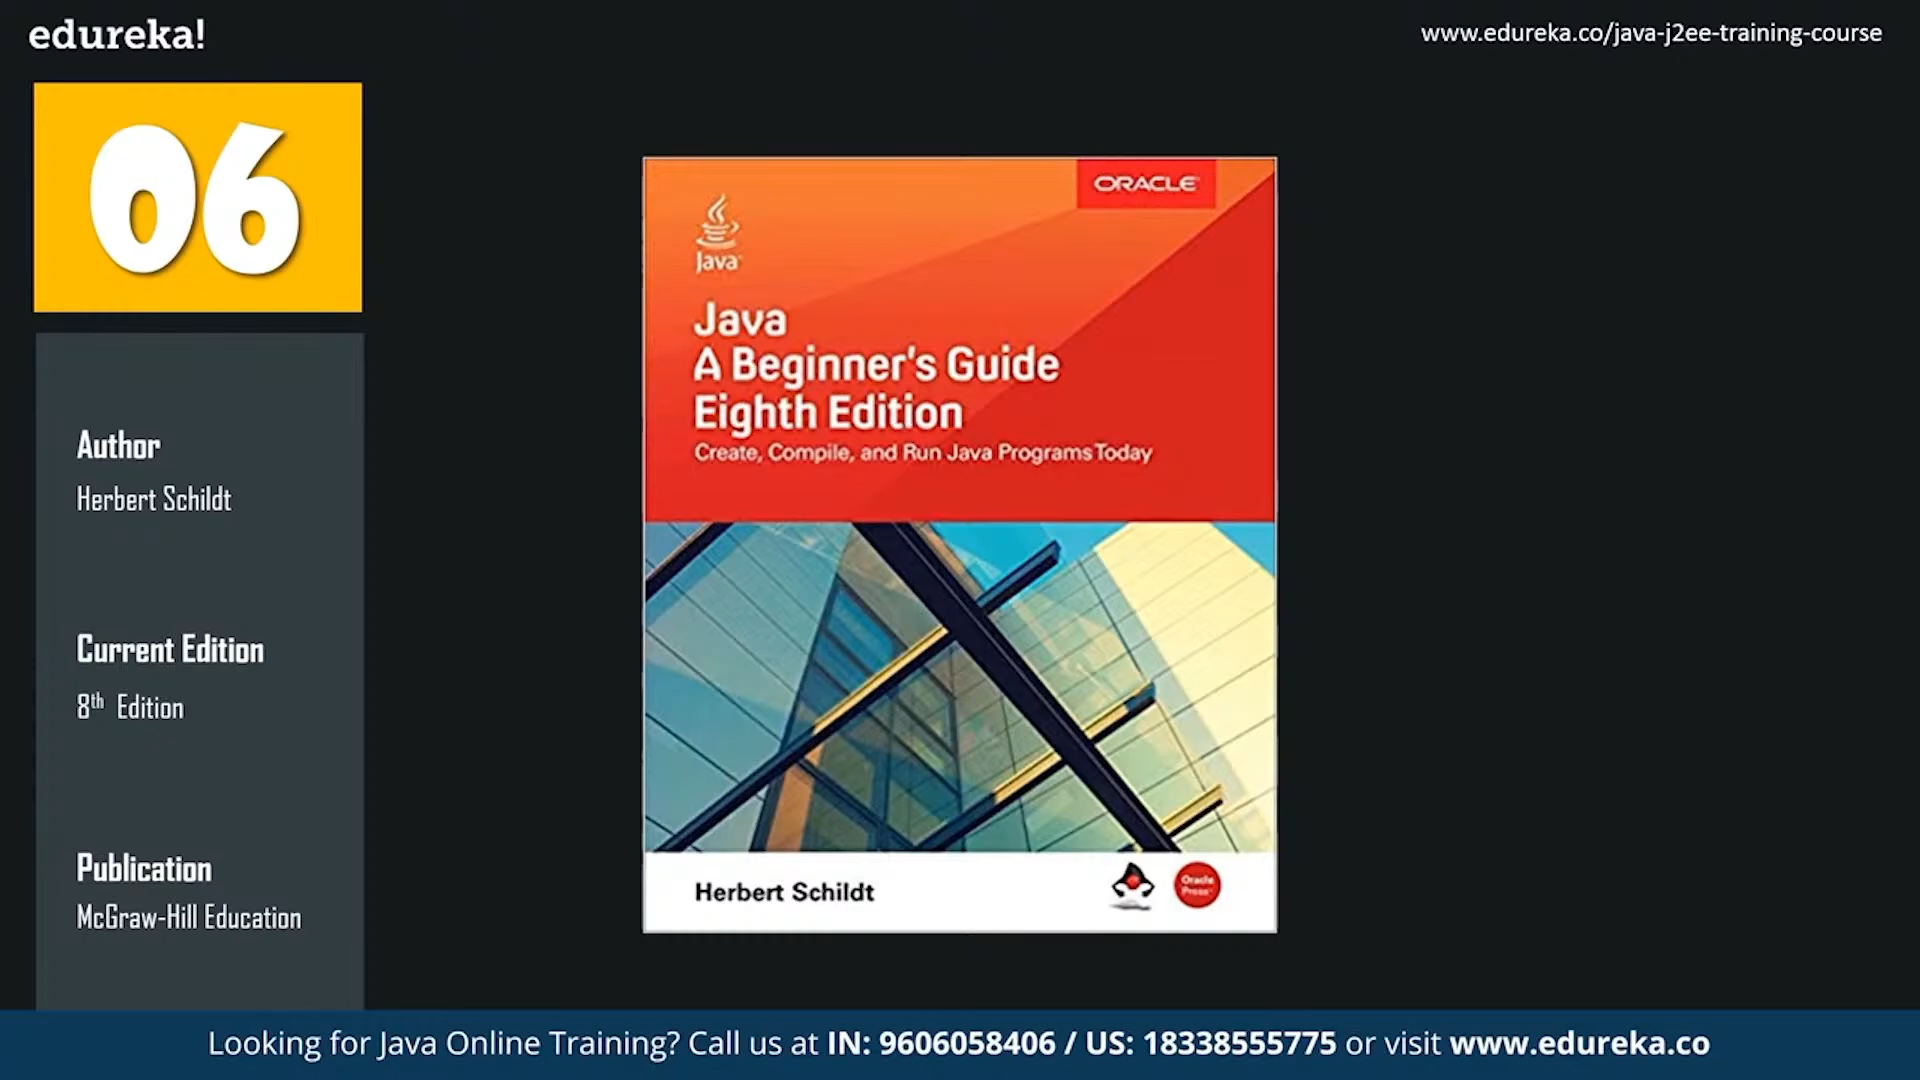 edureka!
www.edureka.co/java-j2ee-training-course
06
Author
Herbert Schildt
Current Edition
8th Edition
Publication
McGraw-Hill Education
ORACLE
Java
Java
A Beginner's Guide
Eighth Edition
Create, Compile, and Run Java Programs Today
Herbert Schildt
Oracle
Press
Looking for Java Online Training? Call us at IN: 9606058406 / US: 18338555775 or visit www.edureka.co